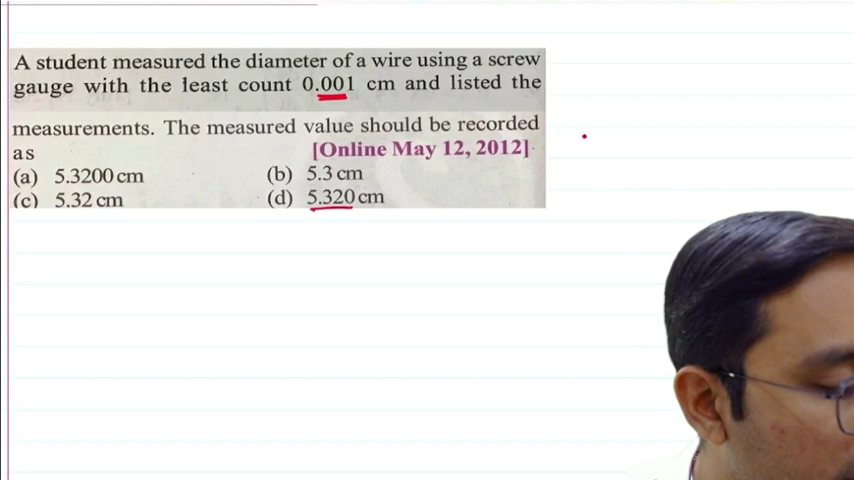 A student measured the diameter of a wire using a screw
gauge with the least count 0.001 cm and listed the
measurements. The measured value should be recorded
as [Online May 12, 2012]
(a) 5.3200 cm (b) 5.3 cm
(c) 5.32 cm (d) 5.320 cm